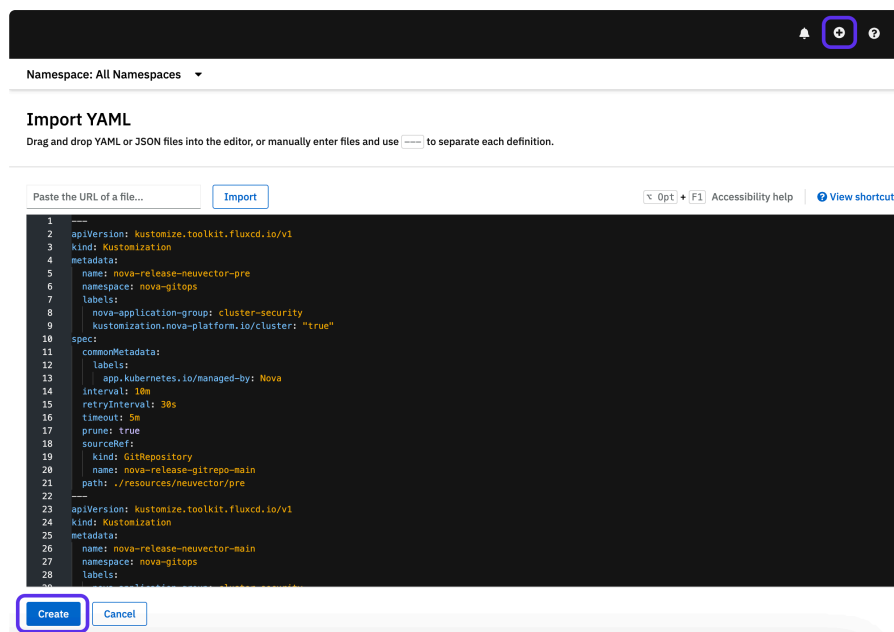 Namespace: All Namespaces
Import YAML
Drag and drop YAML or JSON files into the editor, or manually enter files and use --- to separate each definition.
Paste the URL of a file... Import ⌥ Opt + F1 Accessibility help View shortcut
1 ---
2 apiVersion: kustomize.toolkit.fluxcd.io/v1
3 kind: Kustomization
4 metadata:
5   name: nova-release-neuvector-pre
6   namespace: nova-gitops
7   labels:
8     nova-application-group: cluster-security
9     kustomization.nova-platform.io/cluster: "true"
10 spec:
11   commonMetadata:
12     labels:
13       app.kubernetes.io/managed-by: Nova
14   interval: 10m
15   retryInterval: 30s
16   timeout: 5m
17   prune: true
18   sourceRef:
19     kind: GitRepository
20     name: nova-release-gitrepo-main
21   path: ./resources/neuvector/pre
22 ---
23 apiVersion: kustomize.toolkit.fluxcd.io/v1
24 kind: Kustomization
25 metadata:
26   name: nova-release-neuvector-main
27   namespace: nova-gitops
28   labels:
Create Cancel